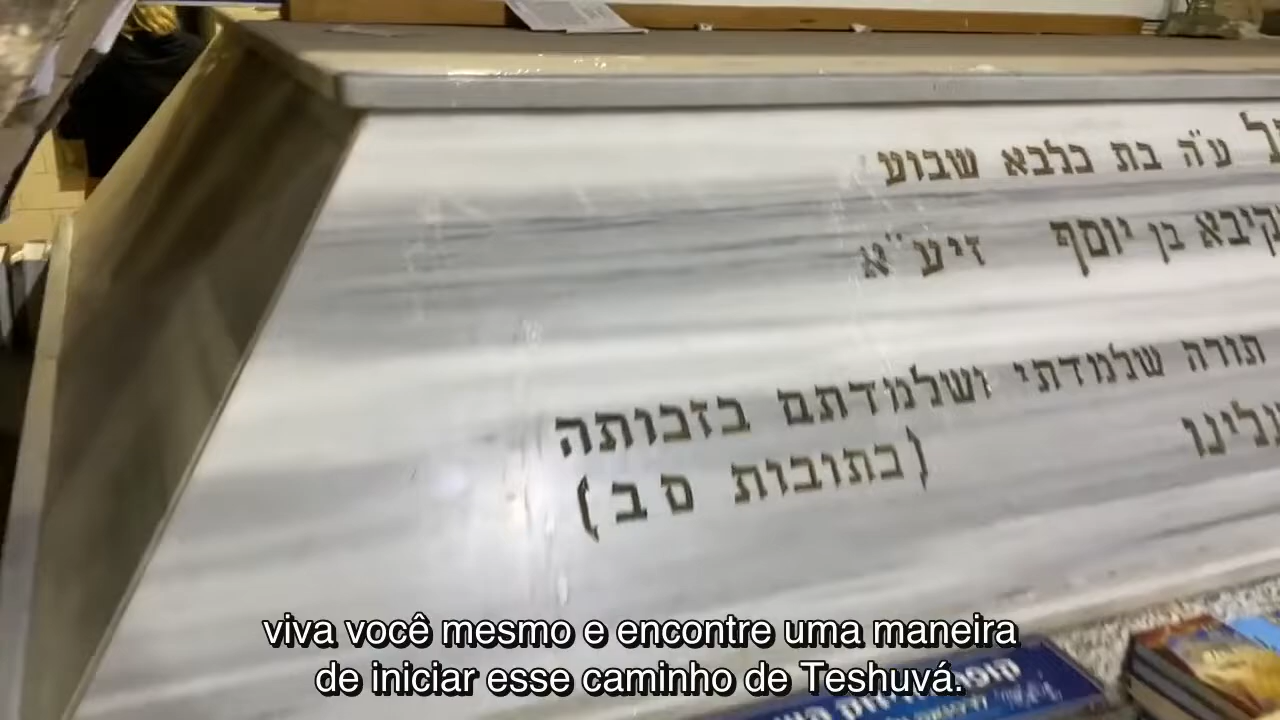 ע"ה בת כלבא שבוע
עקיבא בן יוסף זיע"א
תורה שלמדתי ושלמדתם בזכותה
(כתובות סב)
viva você mesmo e encontre uma maneira
de iniciar esse caminho de Teshuvá.